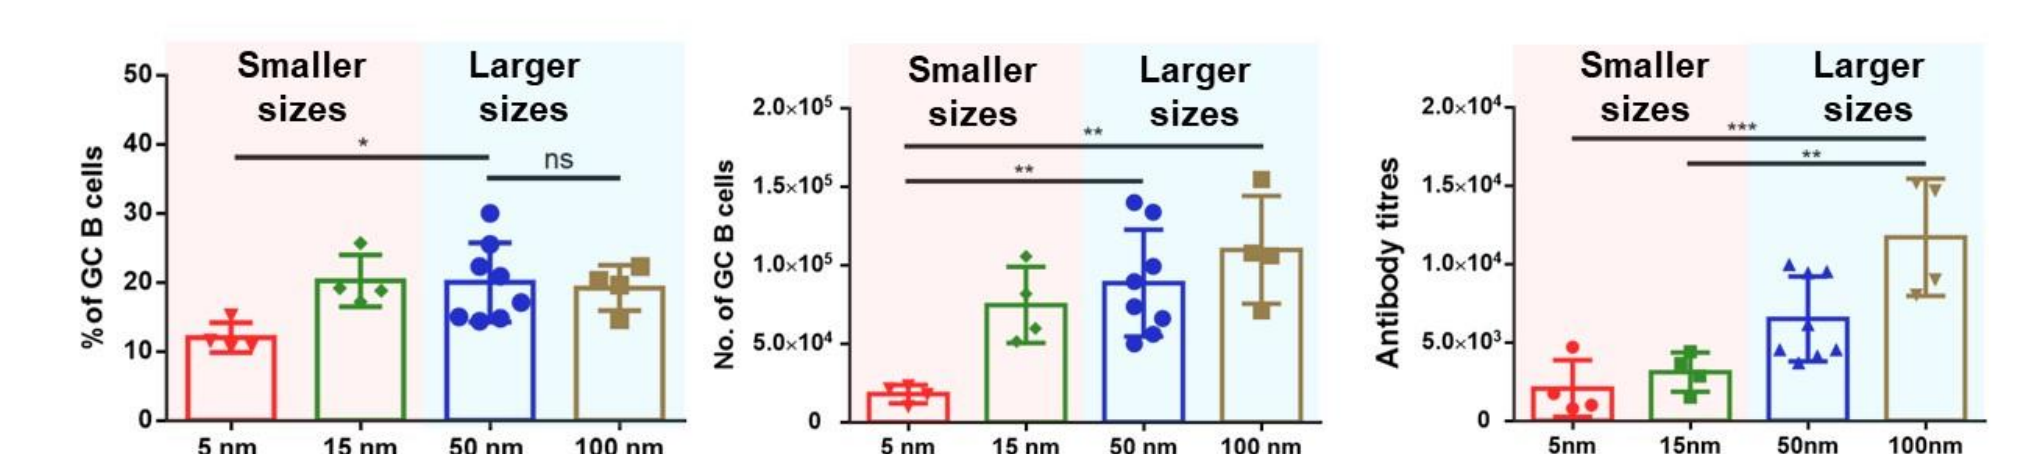 Smaller
sizes
Larger
sizes
50
40
30
20
10
0
% of GC B cells
*
ns
5 nm
15 nm
50 nm
100 nm
Smaller
sizes
Larger
sizes
2.0×10⁵
1.5×10⁵
1.0×10⁵
5.0×10⁴
0
No. of GC B cells
**
**
5 nm
15 nm
50 nm
100 nm
Smaller
sizes
Larger
sizes
2.0×10⁴
1.5×10⁴
1.0×10⁴
5.0×10³
0
Antibody titres
***
**
5nm
15nm
50nm
100nm